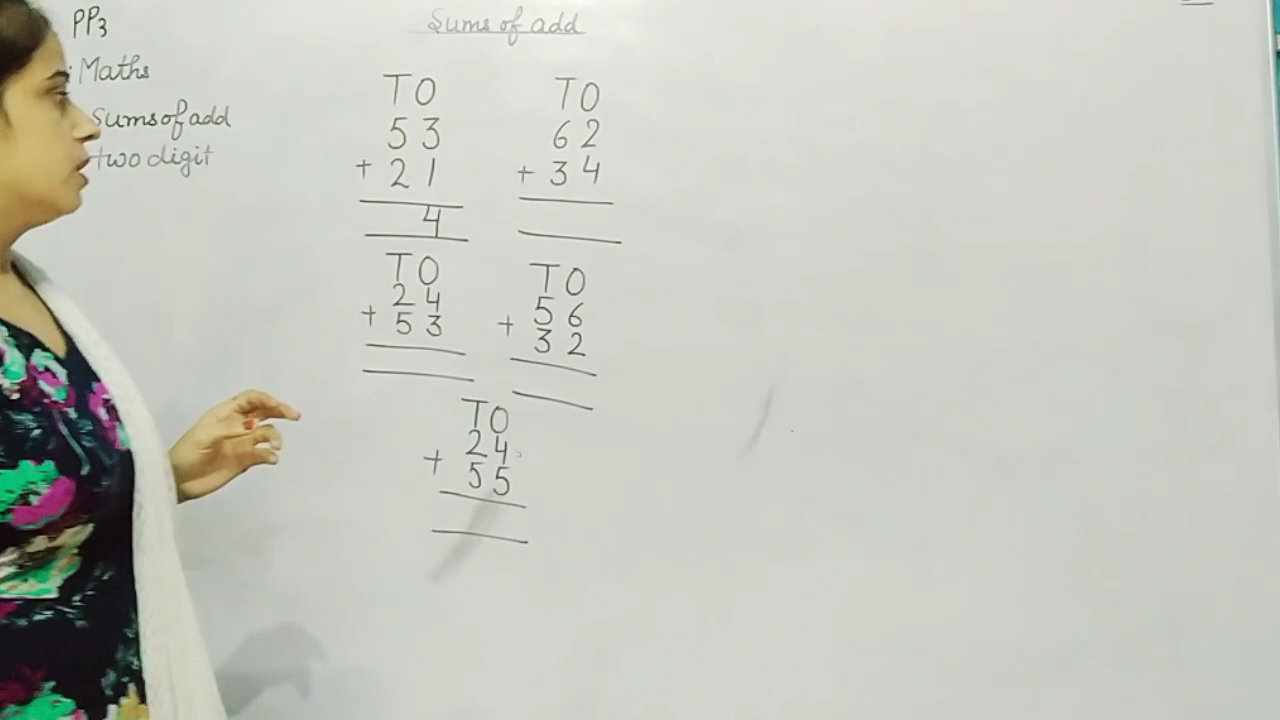 PP3
Maths
Sums of add
two digit
Sums of add
T O
5 3
+ 2 1
4
T O
6 2
+ 3 4
T O
2 4
+ 5 3
T O
5 6
+ 3 2
T O
2 4
+ 5 5